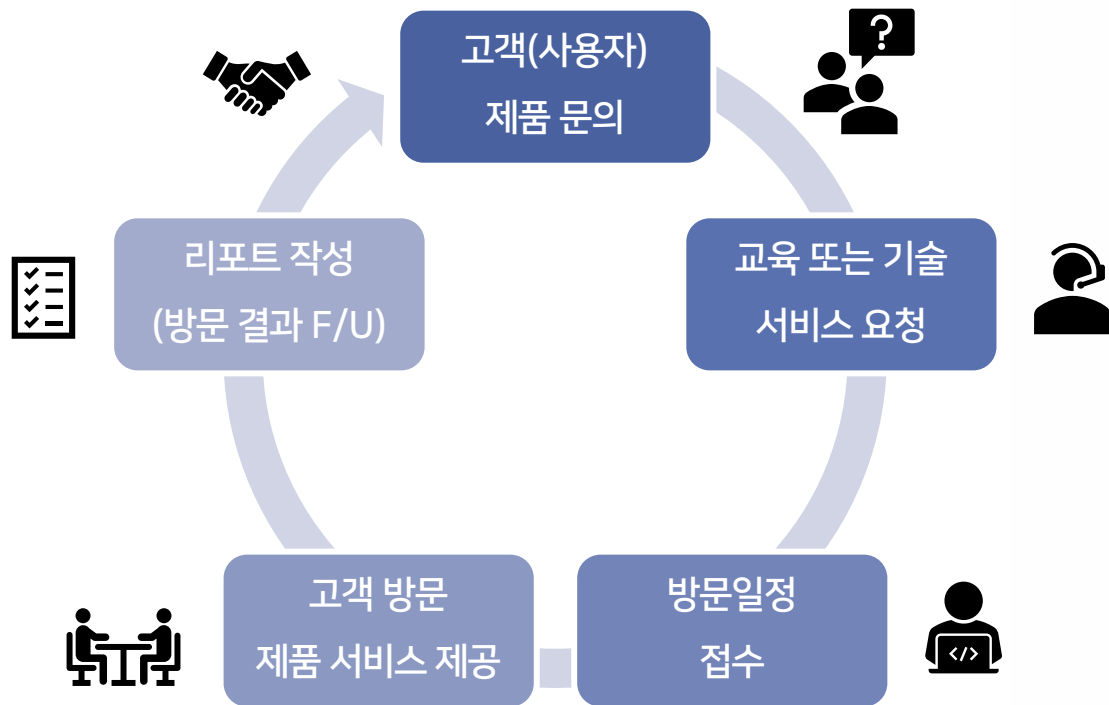 고객(사용자)
제품 문의
교육 또는 기술
서비스 요청
방문일정
접수
고객 방문
제품 서비스 제공
리포트 작성
(방문 결과 F/U)
?
</>